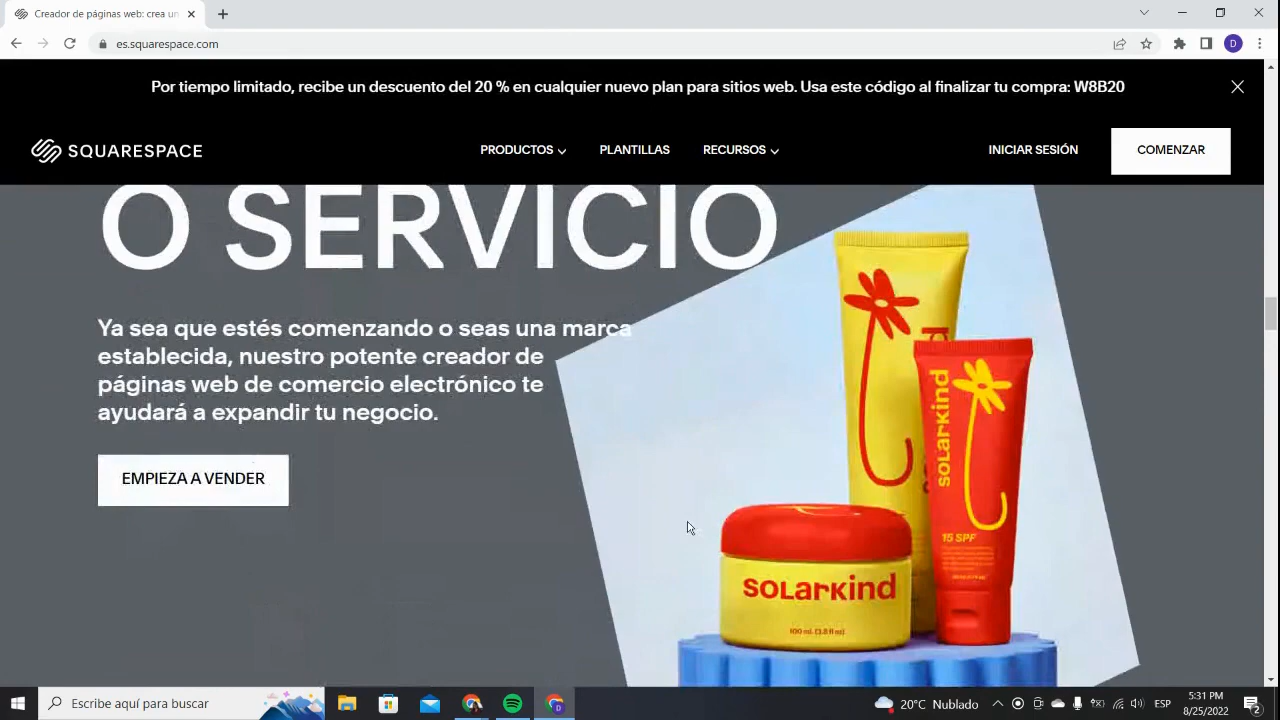 Creador de páginas web: crea un
es.squarespace.com
D
Por tiempo limitado, recibe un descuento del 20 % en cualquier nuevo plan para sitios web. Usa este código al finalizar tu compra: W8B20
SQUARESPACE
PRODUCTOS
PLANTILLAS
RECURSOS
INICIAR SESIÓN
COMENZAR
O SERVICIO
Ya sea que estés comenzando o seas una marca
establecida, nuestro potente creador de
páginas web de comercio electrónico te
ayudará a expandir tu negocio.
EMPIEZA A VENDER
solarkind
15 SPF
solarkind
100 ml. (3.8 fl oz)
Escribe aquí para buscar
20°C Nublado
ESP
5:31 PM
8/25/2022
2